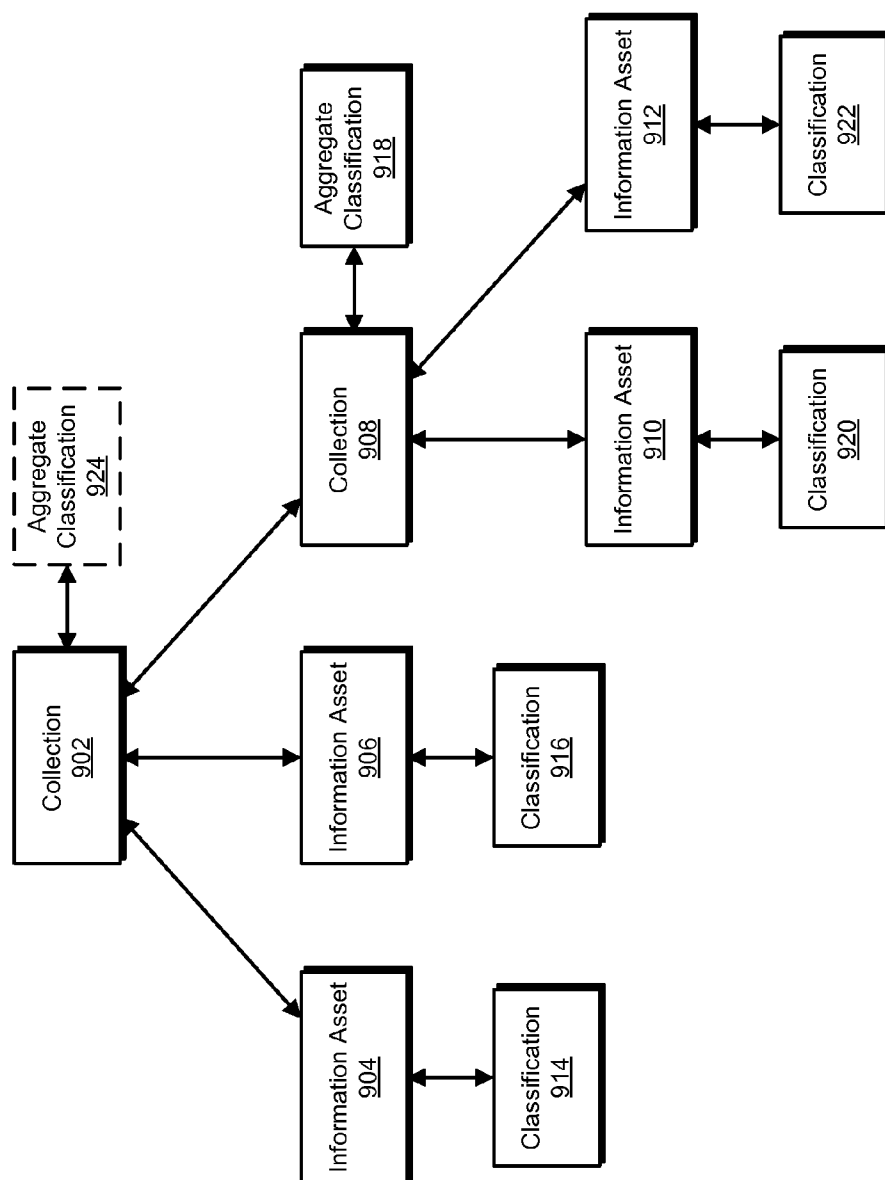 Collection
902
Aggregate
Classification
924
Information Asset
904
Information Asset
906
Collection
908
Aggregate
Classification
918
Classification
914
Classification
916
Information Asset
910
Information Asset
912
Classification
920
Classification
922